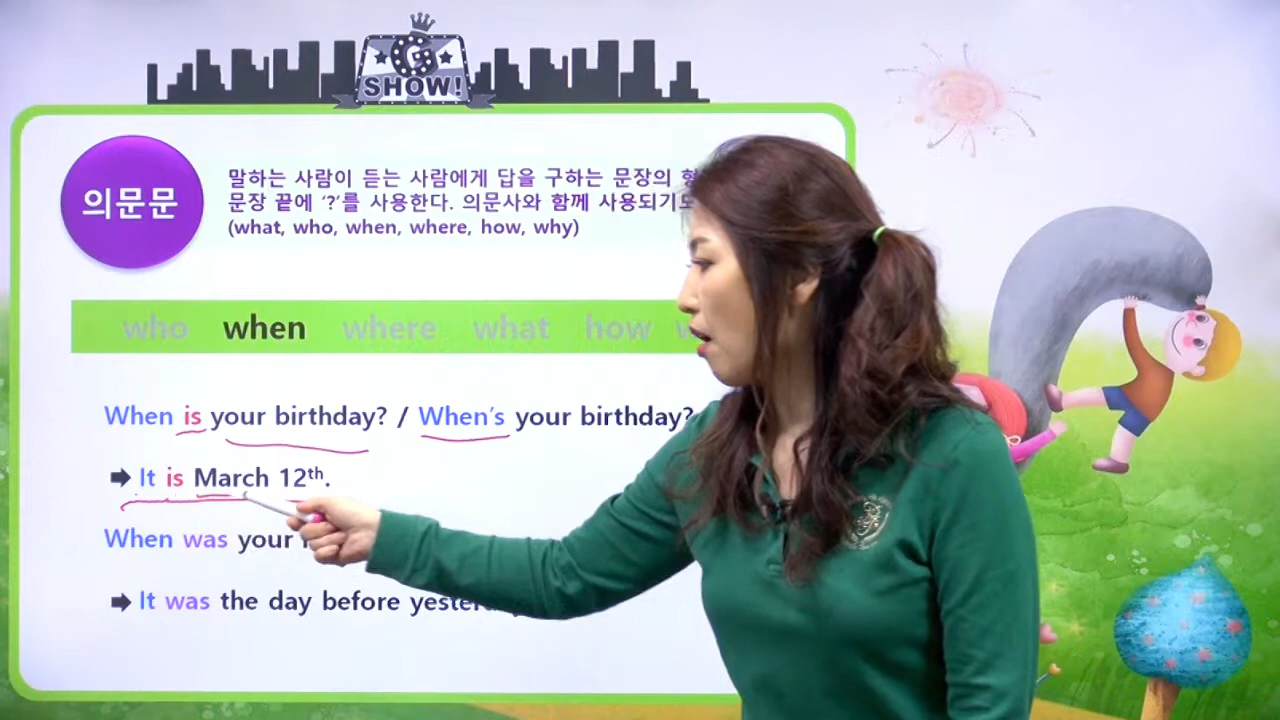 G
SHOW!
의문문
말하는 사람이 듣는 사람에게 답을 구하는 문장의
문장 끝에 '?'를 사용한다. 의문사와 함께 사용되기도
(what, who, when, where, how, why)
who when where what how
When is your birthday? / When's your birthday?
➡ It is March 12th.
When was your
➡ It was the day before